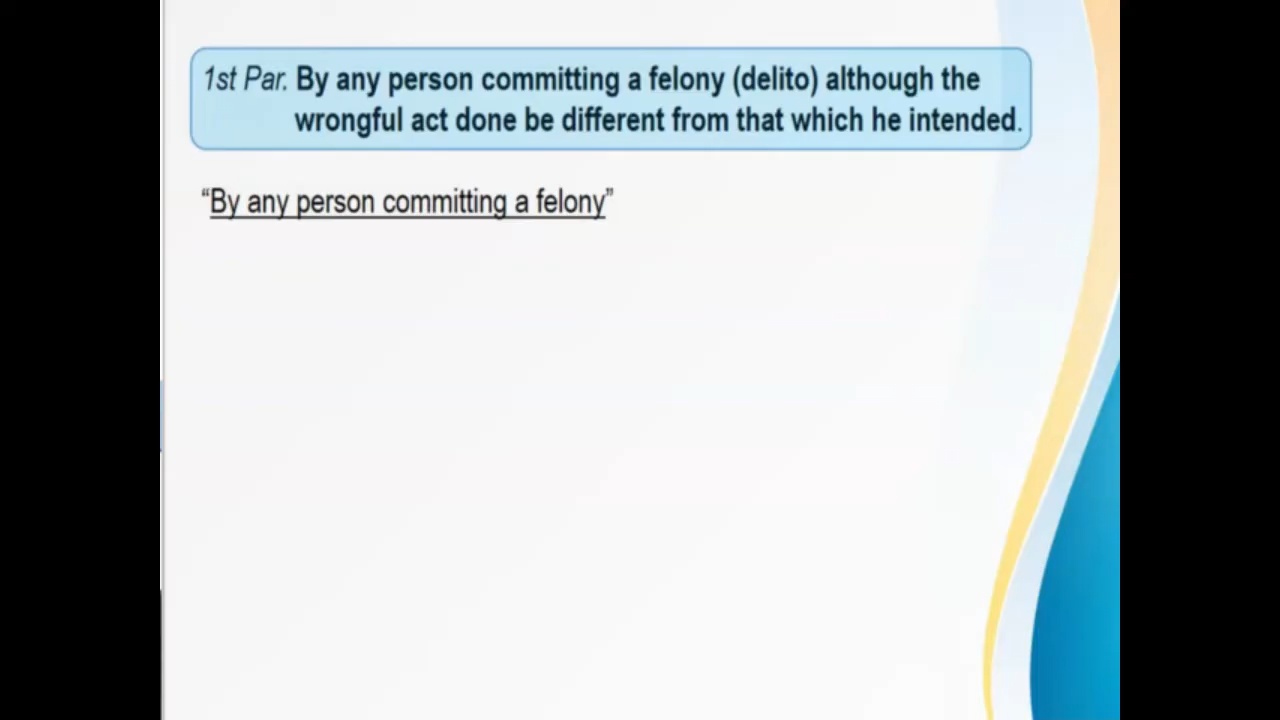 1st Par. By any person committing a felony (delito) although the
wrongful act done be different from that which he intended.
“By any person committing a felony”